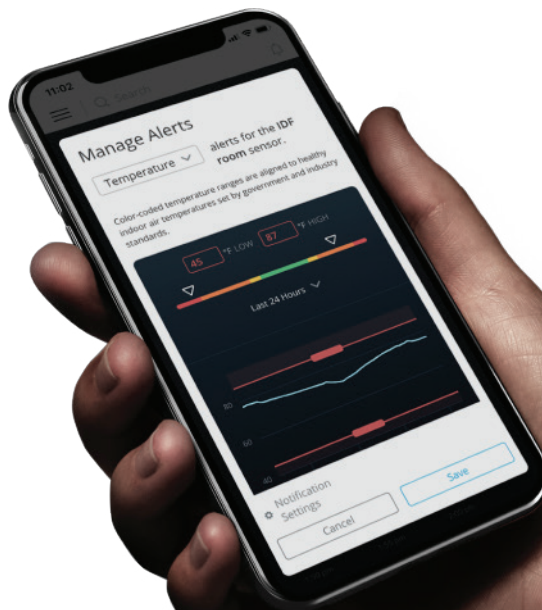 11:02
Search
Manage Alerts
Temperature alerts for the IDF
room sensor.
Color-coded temperature ranges are aligned to healthy
indoor air temperatures set by government and industry
standards.
45 °F LOW 87 °F HIGH
Last 24 Hours
80
60
40
Notification
Settings
Cancel
Save